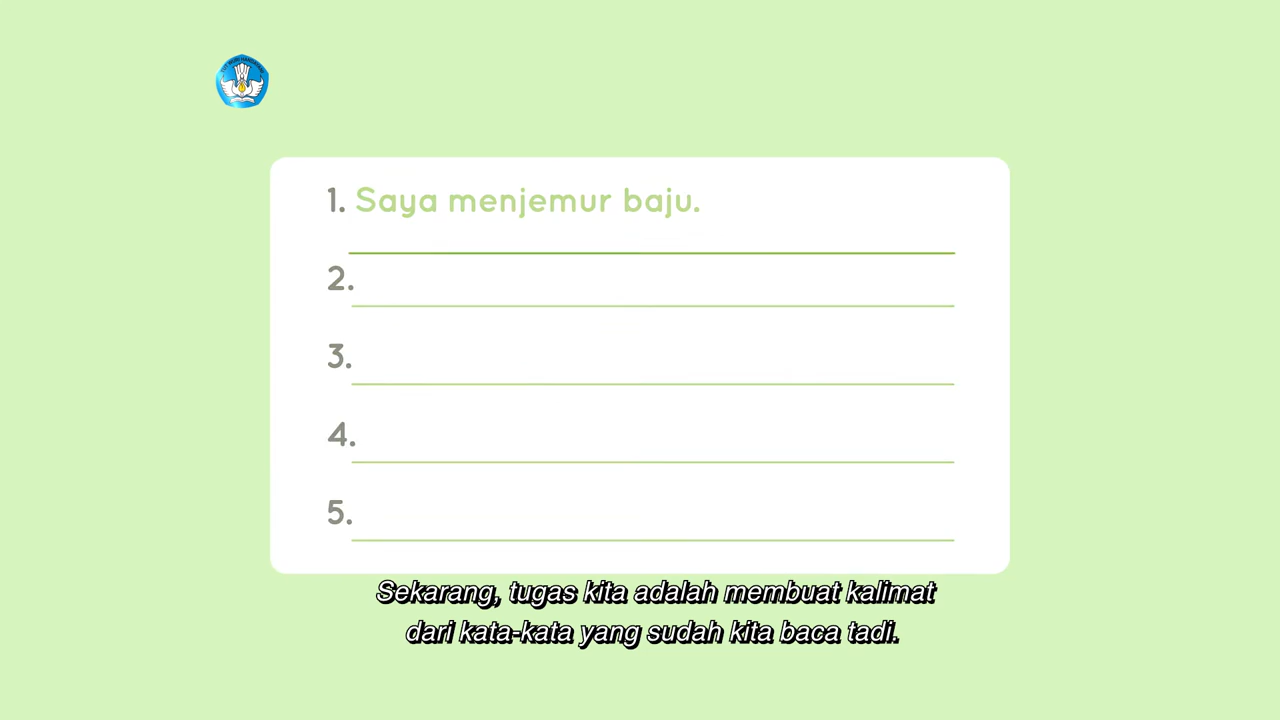 1. Saya menjemur baju.
2.
3.
4.
5.
Sekarang, tugas kita adalah membuat kalimat
dari kata-kata yang sudah kita baca tadi.